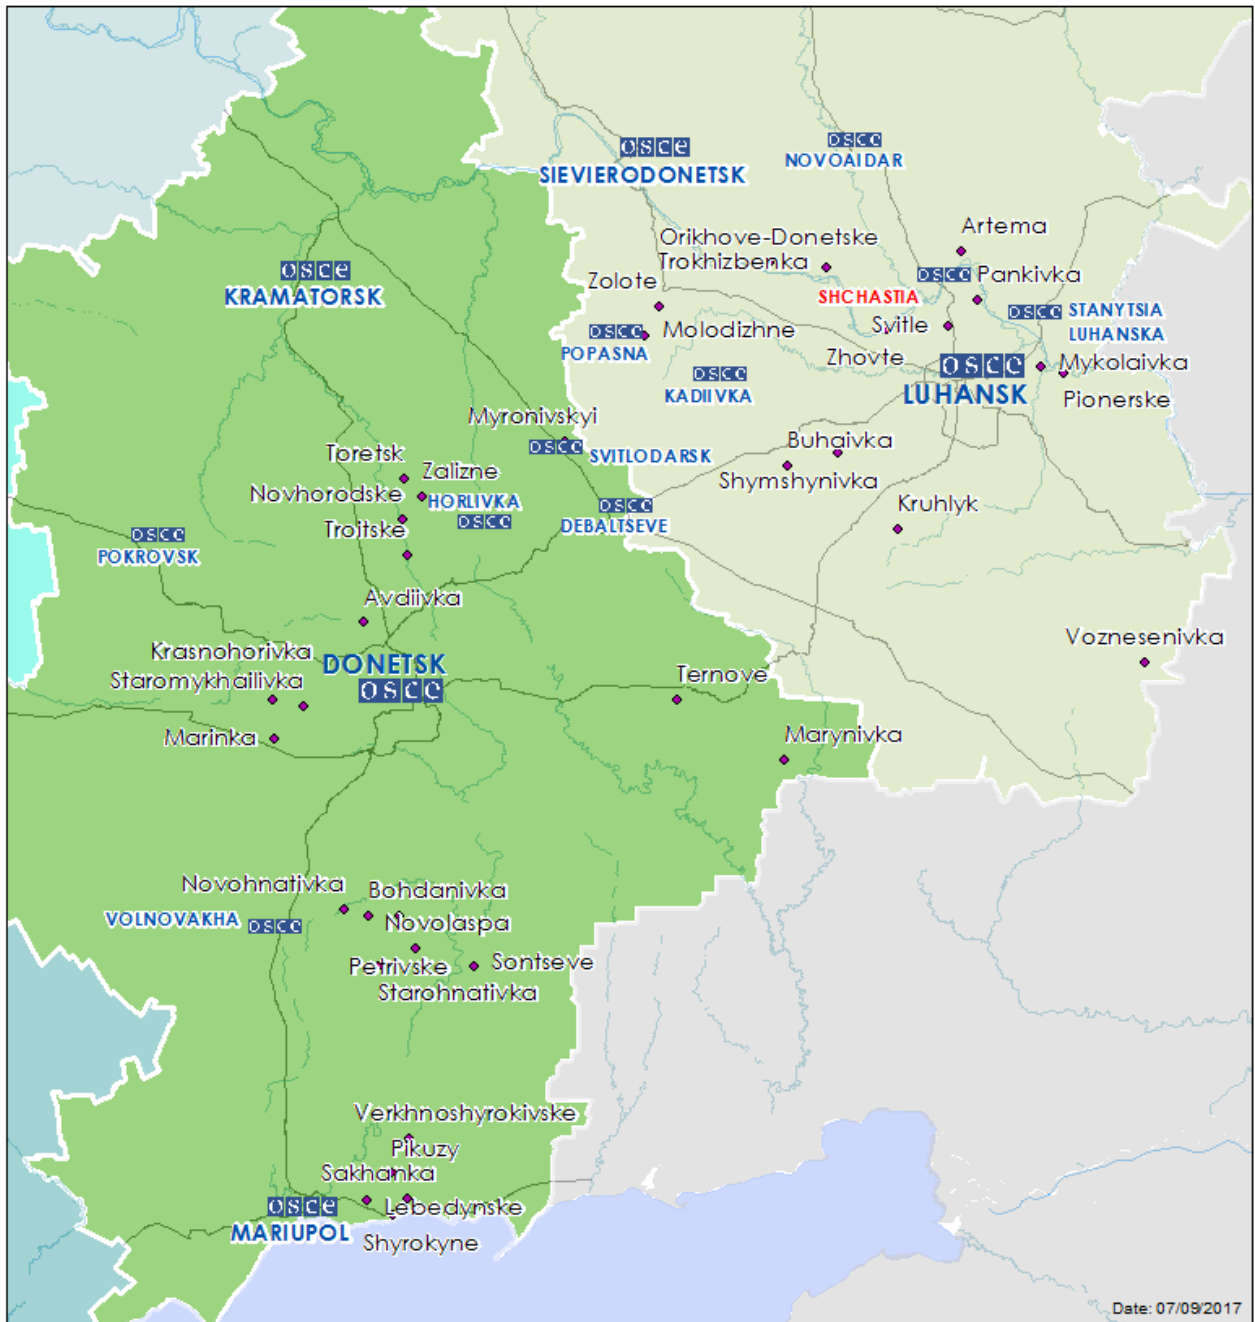 osce
SIEVIERODONETSK
osce
NOVOAIDAR
Artema
Orikhove-Donetske
Trokhizbenka
osce
KRAMATORSK
osce
Pankivka
Zolote
SHCHASTIA
osce
STANYTSIA
LUHANSKA
osce
POPASNA
Molodizhne
Svitle
Zhovte
osce
LUHANSK
Mykolaivka
Pionerske
osce
KADIIVKA
Myronivskyi
osce
SVITLODARSK
Buhaivka
Shymshynivka
Toretsk
Zalizne
Novhorodske
HORLIVKA
osce
Troitske
osce
DEBALTSEVE
Kruhlyk
osce
POKROVSK
Avdiivka
Krasnohorivka
DONETSK
osce
Staromykhailivka
Marinka
Ternove
Voznesenivka
Marynivka
Novohnativka
Bohdanivka
VOLNOVAKHA
osce
Novolaspa
Petrivske
Sontseve
Starohnativka
Verkhnoshyrokivske
Pikuzy
Sakhanka
osce
MARIUPOL
Lebedynske
Shyrokyne
Date: 07/09/2017